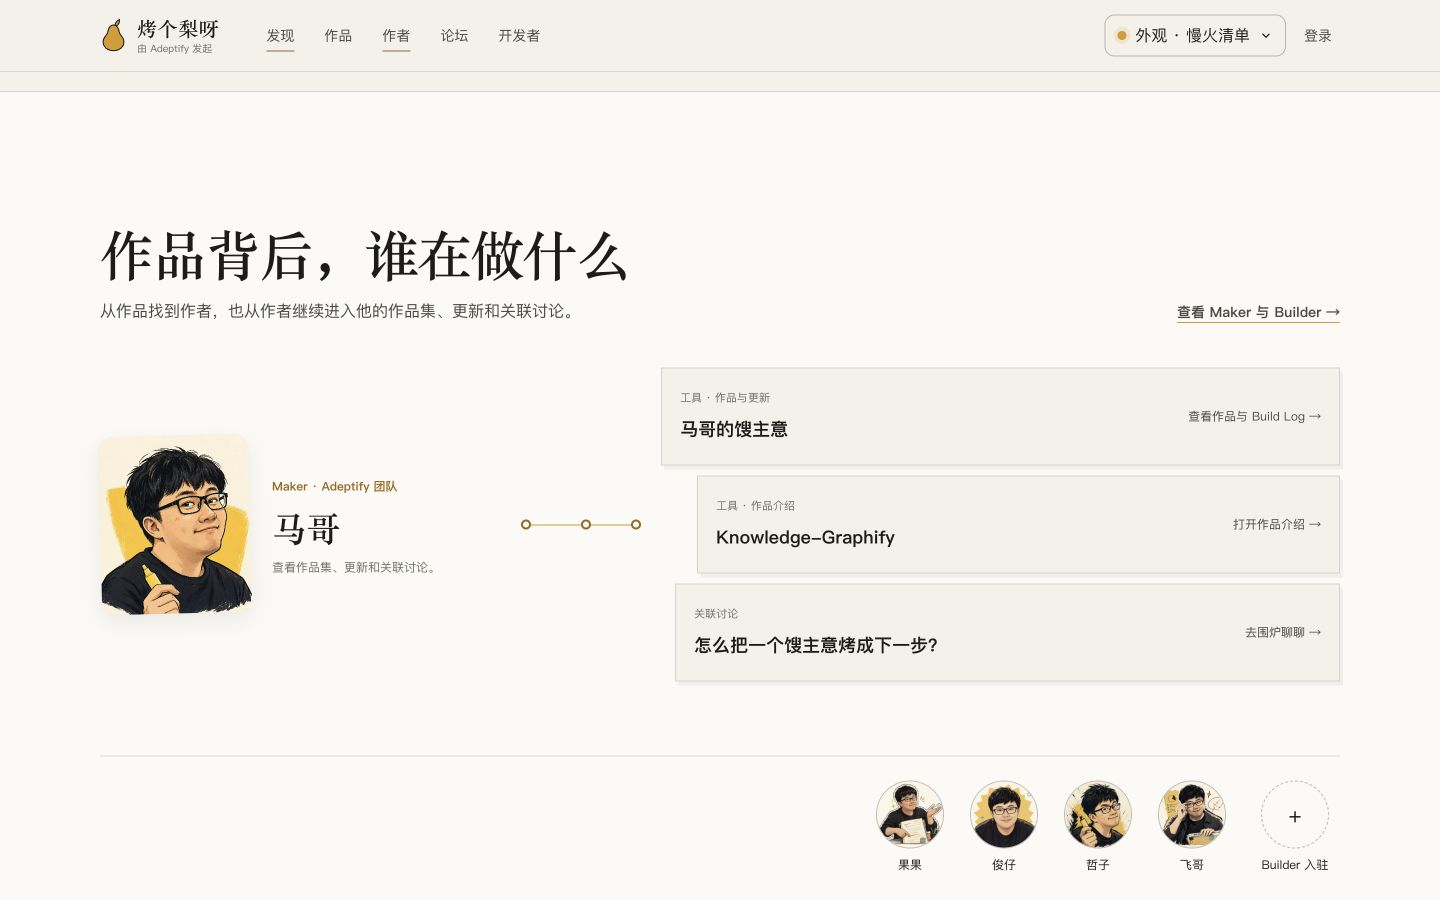 烤个梨呀
由 Adeptify 发起
发现 作品 作者 论坛 开发者
外观 · 慢火清单
登录
作品背后，谁在做什么
从作品找到作者，也从作者继续进入他的作品集、更新和关联讨论。
查看 Maker 与 Builder →
Maker · Adeptify 团队
马哥
查看作品集、更新和关联讨论。
工具 · 作品与更新
马哥的馊主意
查看作品与 Build Log →
工具 · 作品介绍
Knowledge-Graphify
打开作品介绍 →
关联讨论
怎么把一个馊主意烤成下一步？
去围炉聊聊 →
果果 俊仔 哲子 飞哥
+
Builder 入驻